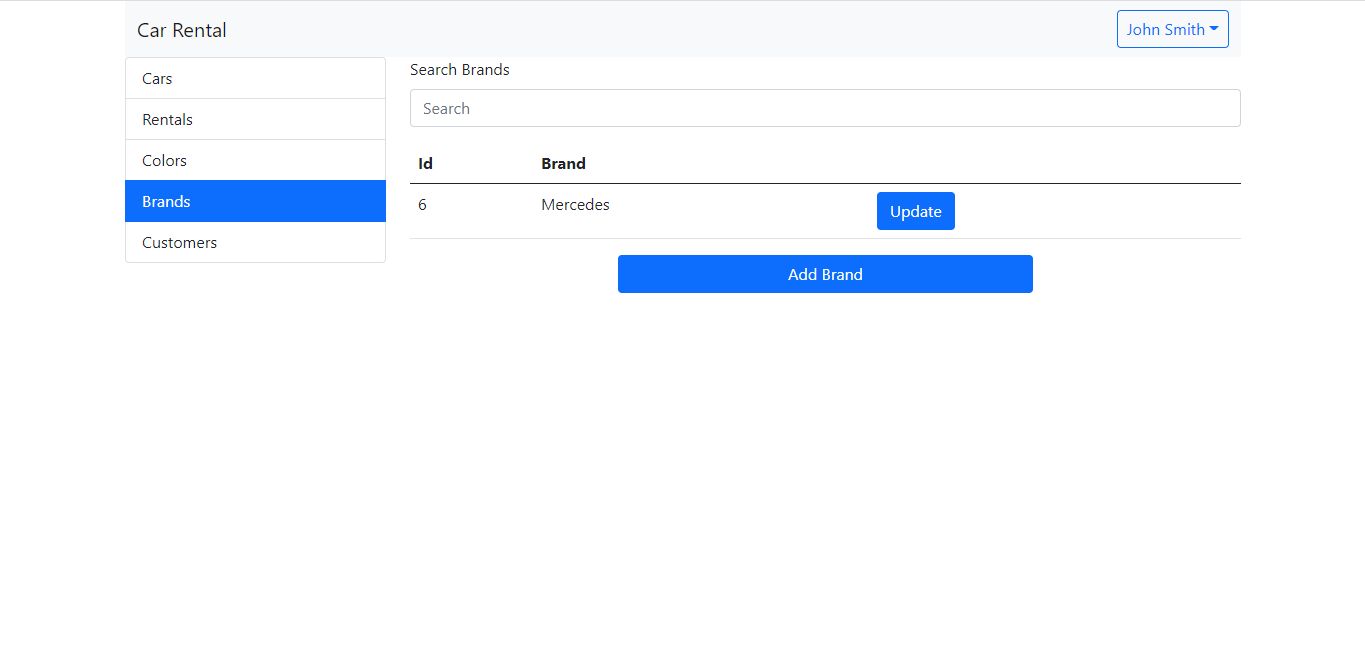 Car Rental
John Smith
Cars
Rentals
Colors
Brands
Customers
Search Brands
Search
Id Brand
6 Mercedes Update
Add Brand